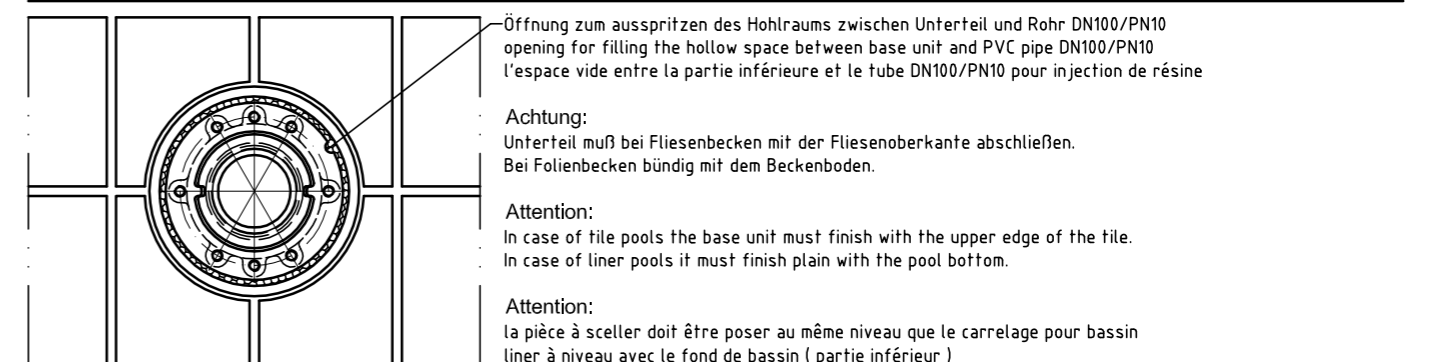 Öffnung zum ausspritzen des Hohlraums zwischen Unterteil und Rohr DN100/PN10
opening for filling the hollow space between base unit and PVC pipe DN100/PN10
l'espace vide entre la partie inférieure et le tube DN100/PN10 pour injection de résine
Achtung:
Unterteil muß bei Fliesenbecken mit der Fliesenoberkante abschließen.
Bei Folienbecken bündig mit dem Beckenboden.
Attention:
In case of tile pools the base unit must finish with the upper edge of the tile.
In case of liner pools it must finish plain with the pool bottom.
Attention:
la pièce à sceller doit être poser au même niveau que le carrelage pour bassin
liner à niveau avec le fond de bassin ( partie inférieur )